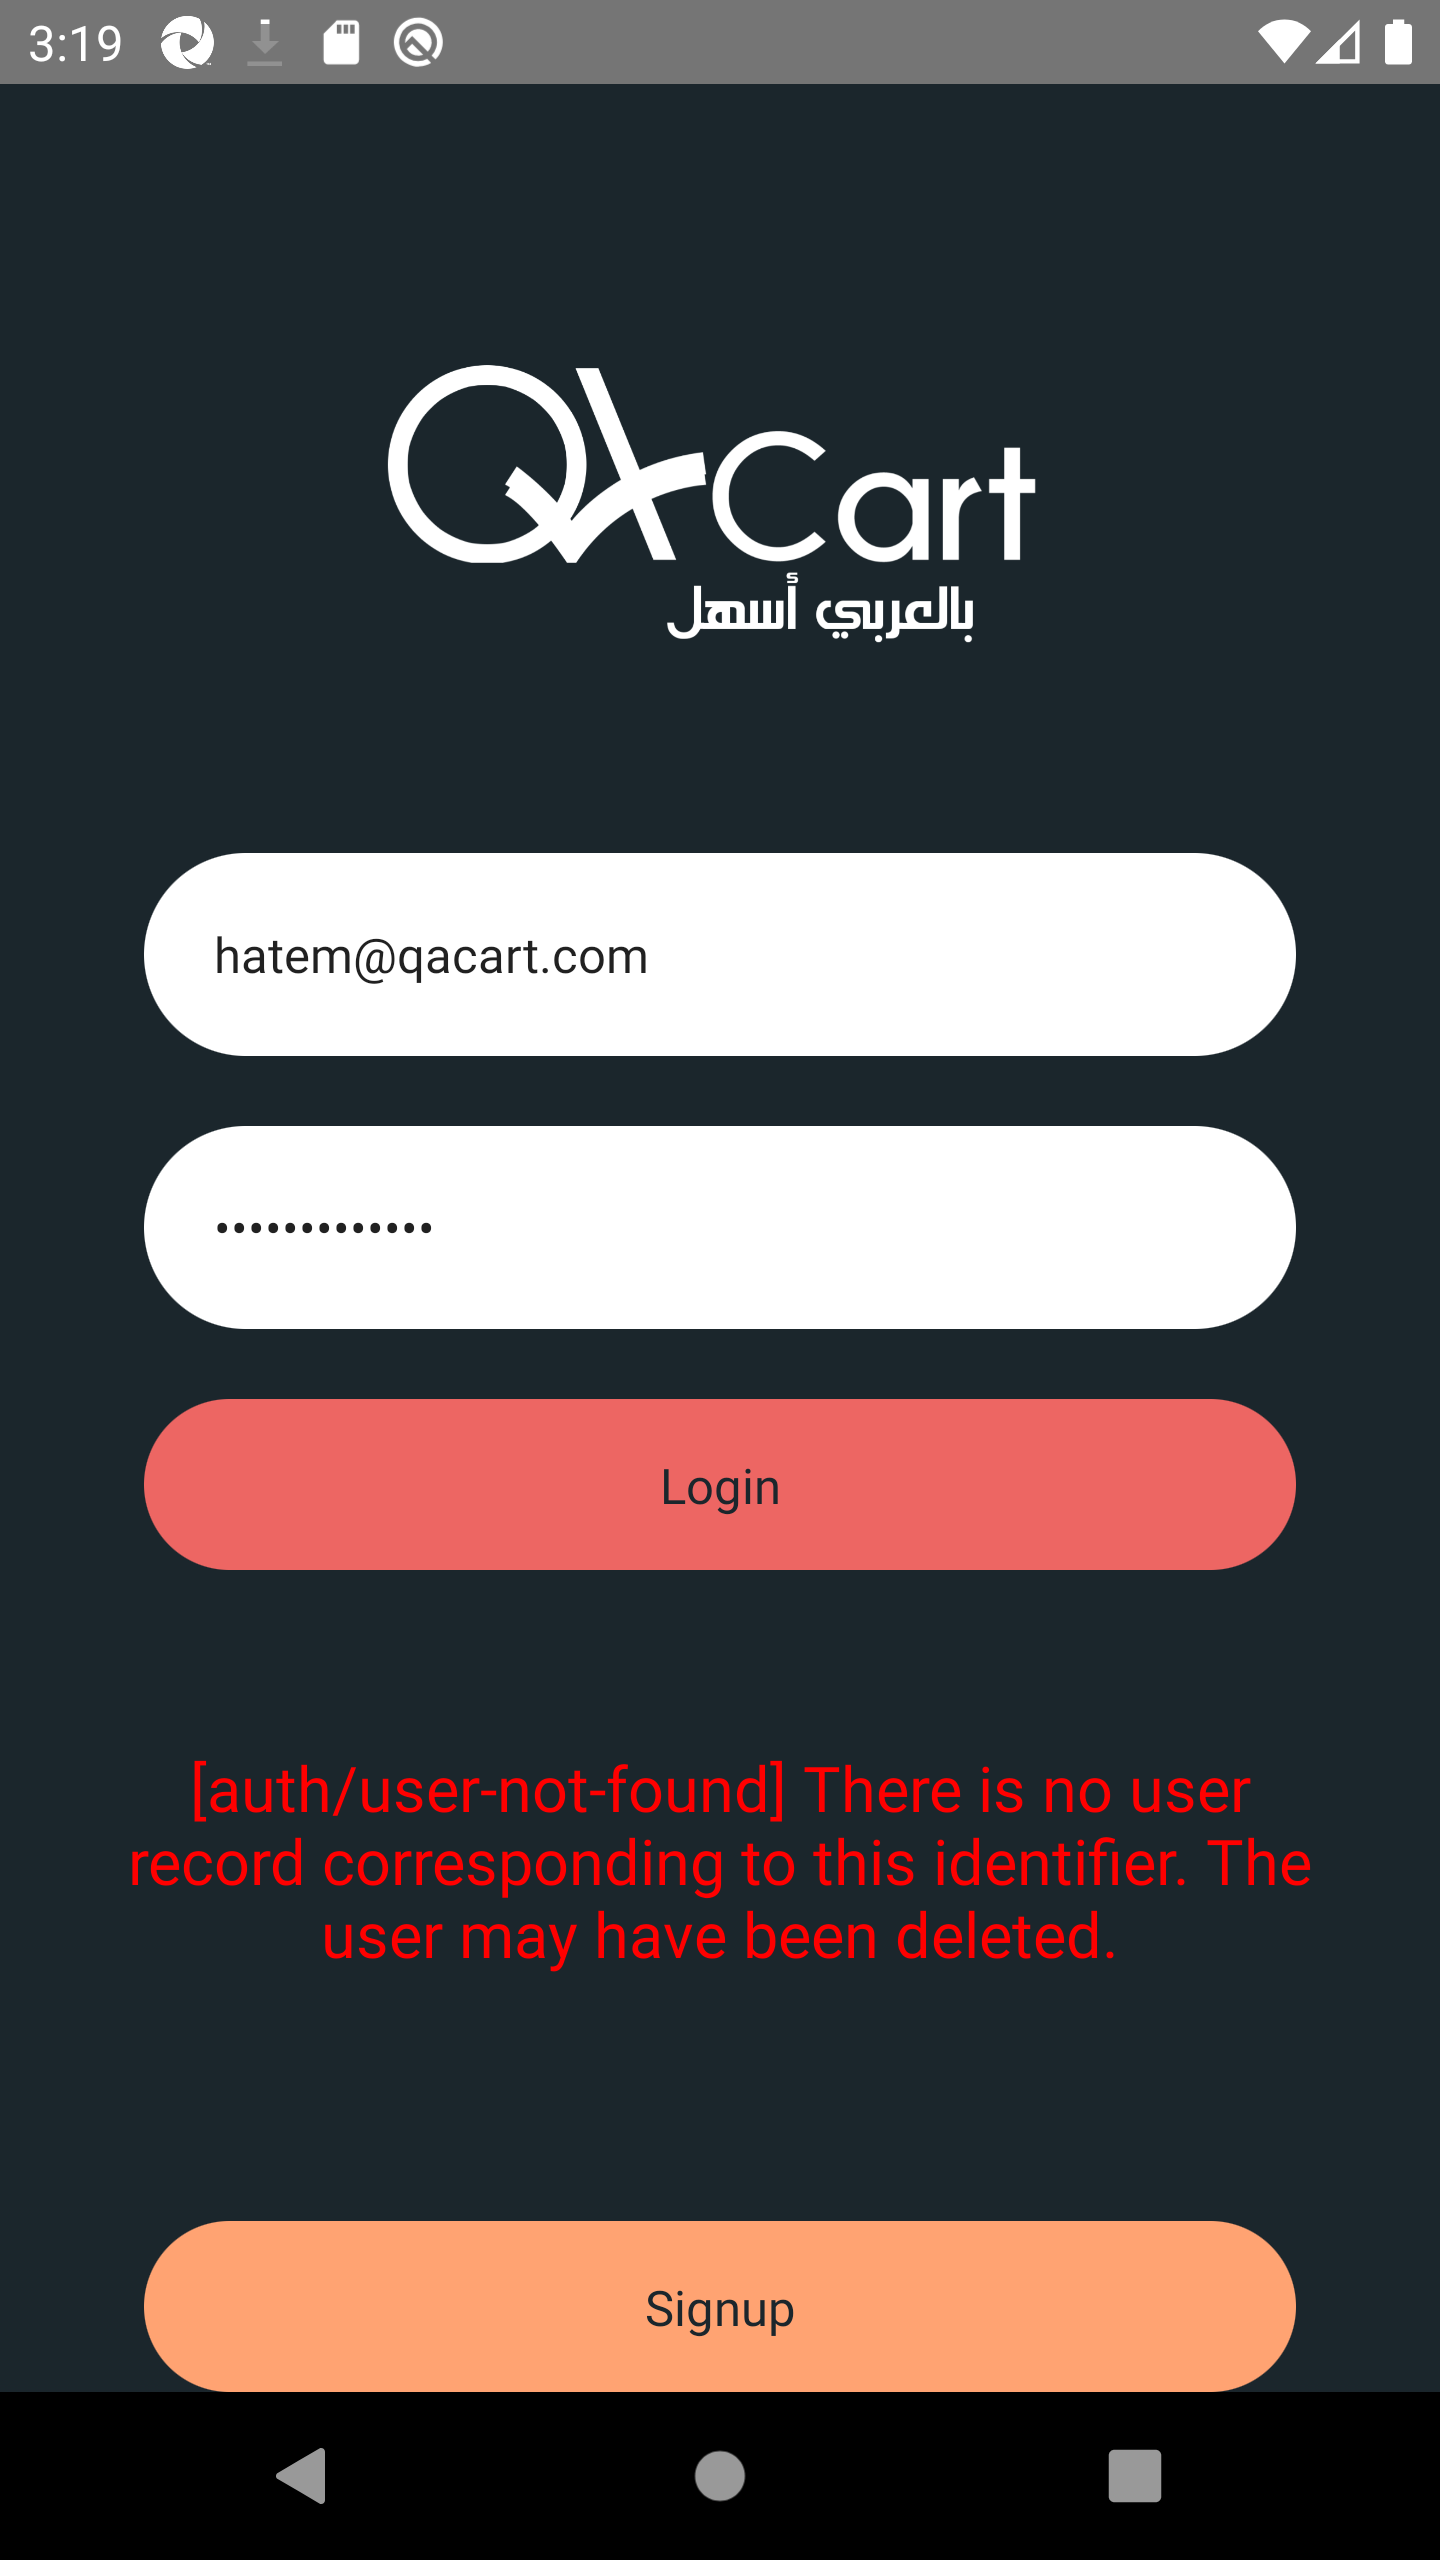 3:19
QACart
بالعربي أسهل
hatem@qacart.com
•••••••••••••
Login
[auth/user-not-found] There is no user
record corresponding to this identifier. The
user may have been deleted.
Signup